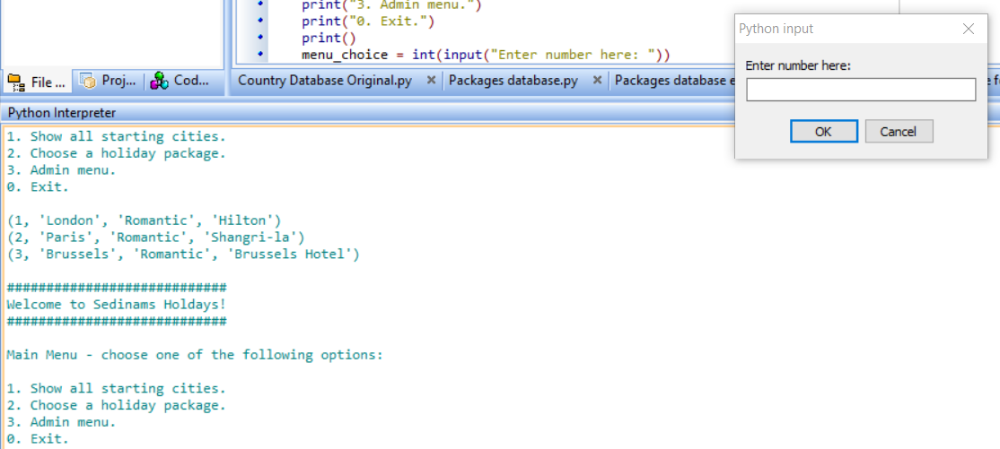 print("3. Admin menu.")
print("0. Exit.")
print()
menu_choice = int(input("Enter number here: "))
Python input
Enter number here:
OK
Cancel
File ...
Proj...
Cod...
Country Database Original.py
Packages database.py
Packages database e
Python Interpreter
1. Show all starting cities.
2. Choose a holiday package.
3. Admin menu.
0. Exit.
(1, 'London', 'Romantic', 'Hilton')
(2, 'Paris', 'Romantic', 'Shangri-la')
(3, 'Brussels', 'Romantic', 'Brussels Hotel')
############################
Welcome to Sedinams Holdays!
############################
Main Menu - choose one of the following options:
1. Show all starting cities.
2. Choose a holiday package.
3. Admin menu.
0. Exit.